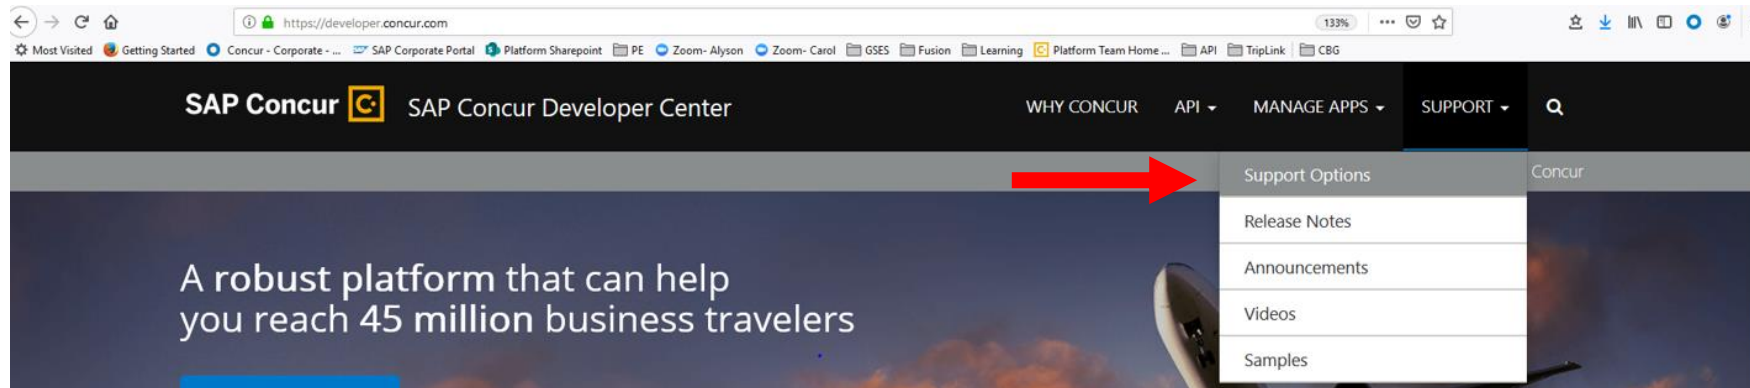 https://developer.concur.com 133%
Most Visited Getting Started Concur - Corporate - ... SAP Corporate Portal Platform Sharepoint PE Zoom- Alyson Zoom- Carol GSES Fusion Learning Platform Team Home ... API TripLink CBG
SAP Concur C. SAP Concur Developer Center WHY CONCUR API MANAGE APPS SUPPORT
Support Options Concur
Release Notes
Announcements
Videos
Samples
A robust platform that can help
you reach 45 million business travelers